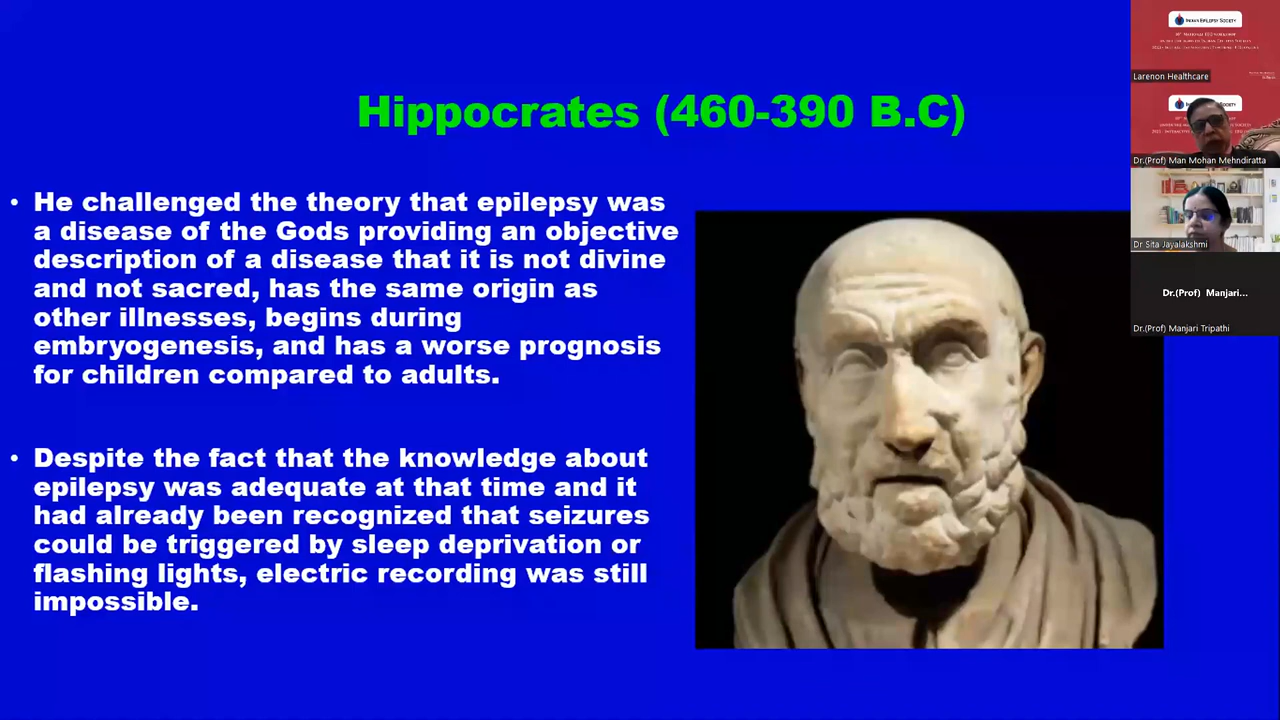 Hippocrates (460-390 B.C)
• He challenged the theory that epilepsy was
a disease of the Gods providing an objective
description of a disease that it is not divine
and not sacred, has the same origin as
other illnesses, begins during
embryogenesis, and has a worse prognosis
for children compared to adults.
• Despite the fact that the knowledge about
epilepsy was adequate at that time and it
had already been recognized that seizures
could be triggered by sleep deprivation or
flashing lights, electric recording was still
impossible.
INDIAN EPILEPSY SOCIETY
Larenon Healthcare
Dr.(Prof) Man Mohan Mehndiratta
Dr Sita Jayalakshmi
Dr.(Prof) Manjari...
Dr.(Prof) Manjari Tripathi